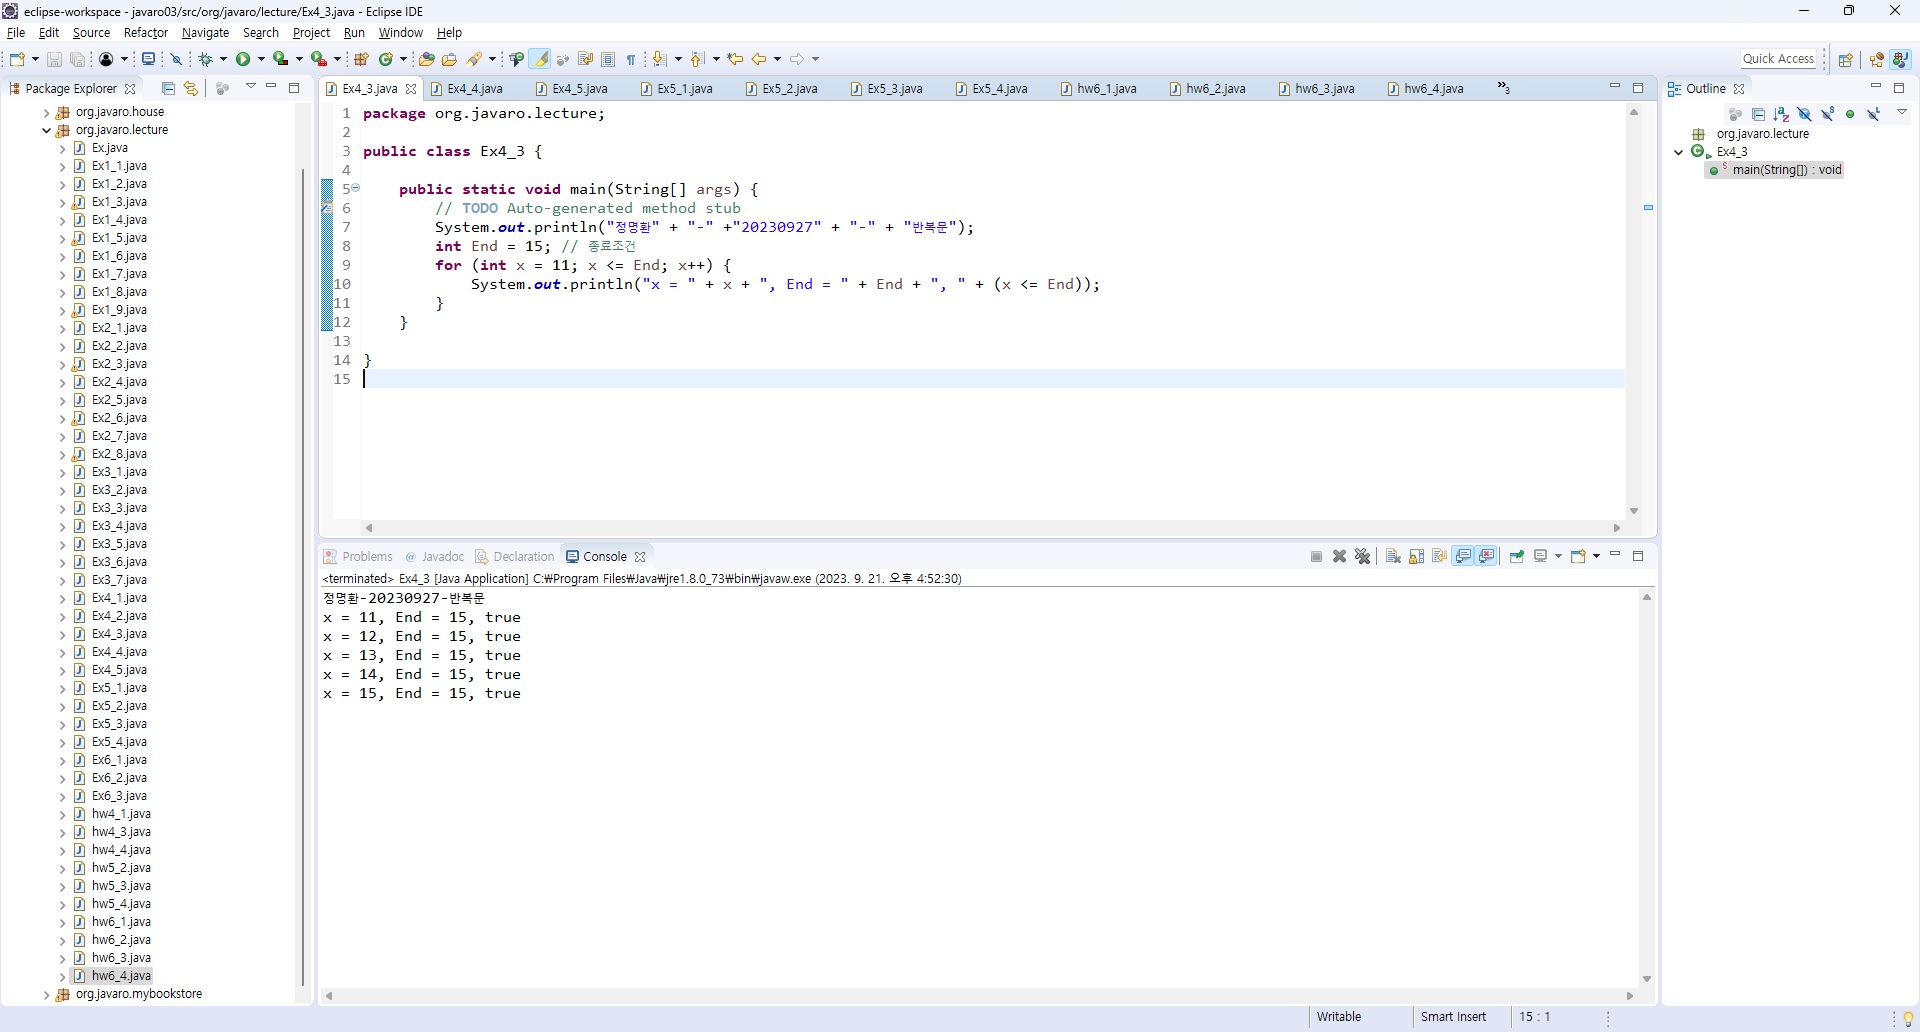 eclipse-workspace - javaro03/src/org/javaro/lecture/Ex4_3.java - Eclipse IDE
File Edit Source Refactor Navigate Search Project Run Window Help
Quick Access
Package Explorer
org.javaro.house
org.javaro.lecture
Ex.java
Ex1_1.java
Ex1_2.java
Ex1_3.java
Ex1_4.java
Ex1_5.java
Ex1_6.java
Ex1_7.java
Ex1_8.java
Ex1_9.java
Ex2_1.java
Ex2_2.java
Ex2_3.java
Ex2_4.java
Ex2_5.java
Ex2_6.java
Ex2_7.java
Ex2_8.java
Ex3_1.java
Ex3_2.java
Ex3_3.java
Ex3_4.java
Ex3_5.java
Ex3_6.java
Ex3_7.java
Ex4_1.java
Ex4_2.java
Ex4_3.java
Ex4_4.java
Ex4_5.java
Ex5_1.java
Ex5_2.java
Ex5_3.java
Ex5_4.java
Ex6_1.java
Ex6_2.java
Ex6_3.java
hw4_1.java
hw4_3.java
hw4_4.java
hw5_2.java
hw5_3.java
hw5_4.java
hw6_1.java
hw6_2.java
hw6_3.java
hw6_4.java
org.javaro.mybookstore
Ex4_3.java Ex4_4.java Ex4_5.java Ex5_1.java Ex5_2.java Ex5_3.java Ex5_4.java hw6_1.java hw6_2.java hw6_3.java hw6_4.java »3
1 package org.javaro.lecture;
2
3 public class Ex4_3 {
4
5 public static void main(String[] args) {
6 // TODO Auto-generated method stub
7 System.out.println("정명환" + "-" +"20230927" + "-" + "반복문");
8 int End = 15; // 종료조건
9 for (int x = 11; x <= End; x++) {
10 System.out.println("x = " + x + ", End = " + End + ", " + (x <= End));
11 }
12 }
13
14 }
15
Problems @ Javadoc Declaration Console
<terminated> Ex4_3 [Java Application] C:₩Program Files₩Java₩jre1.8.0_73₩bin₩javaw.exe (2023. 9. 21. 오후 4:52:30)
정명환-20230927-반복문
x = 11, End = 15, true
x = 12, End = 15, true
x = 13, End = 15, true
x = 14, End = 15, true
x = 15, End = 15, true
Outline
org.javaro.lecture
Ex4_3
main(String[]) : void
Writable Smart Insert 15 : 1